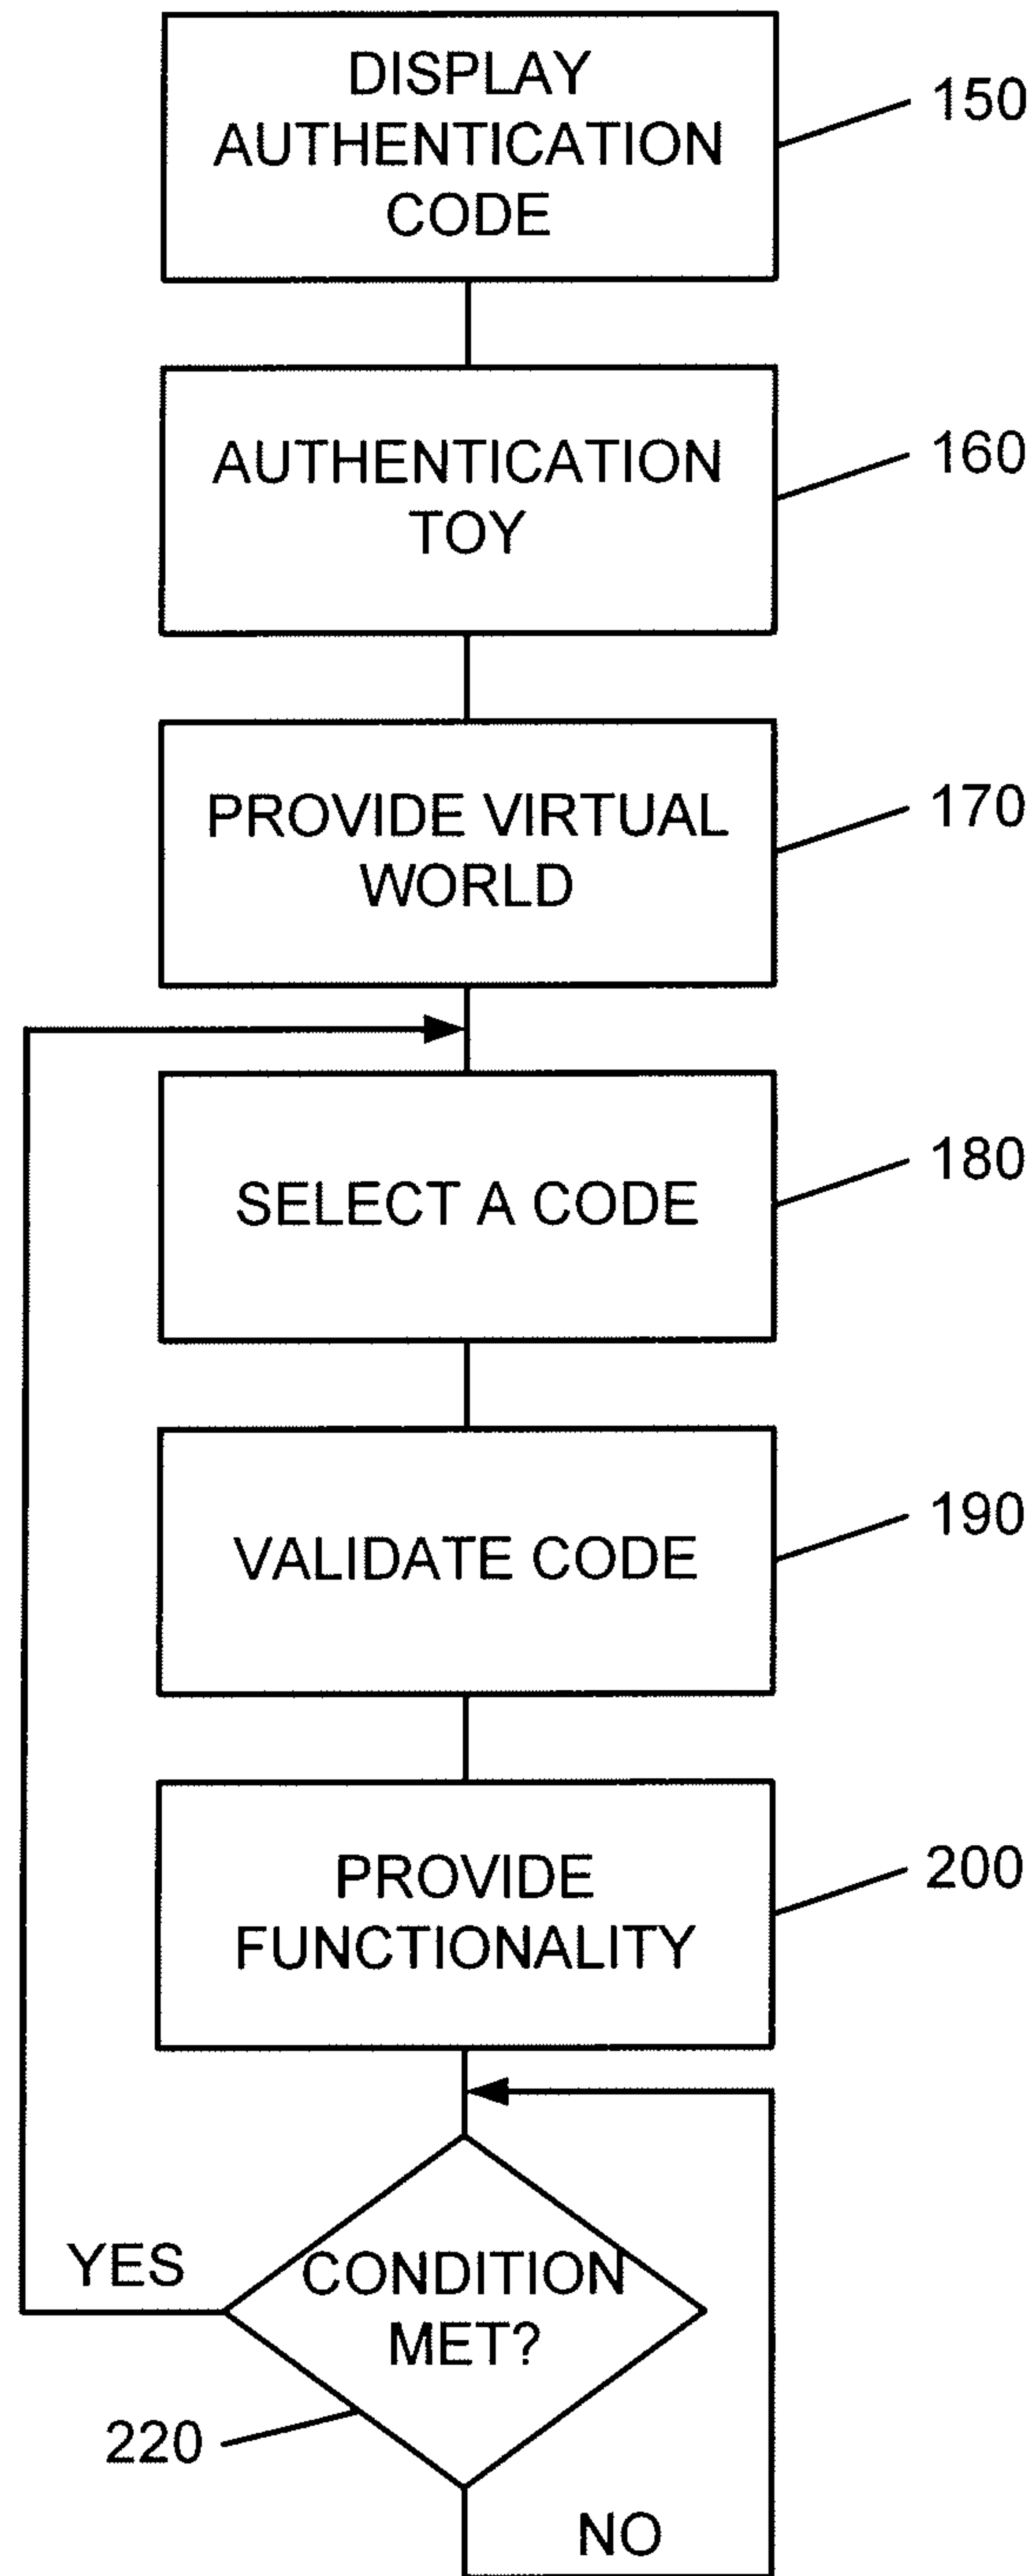 DISPLAY
AUTHENTICATION
CODE
150
AUTHENTICATION
TOY
160
PROVIDE VIRTUAL
WORLD
170
SELECT A CODE
180
VALIDATE CODE
190
PROVIDE
FUNCTIONALITY
200
YES
CONDITION
MET?
220
NO